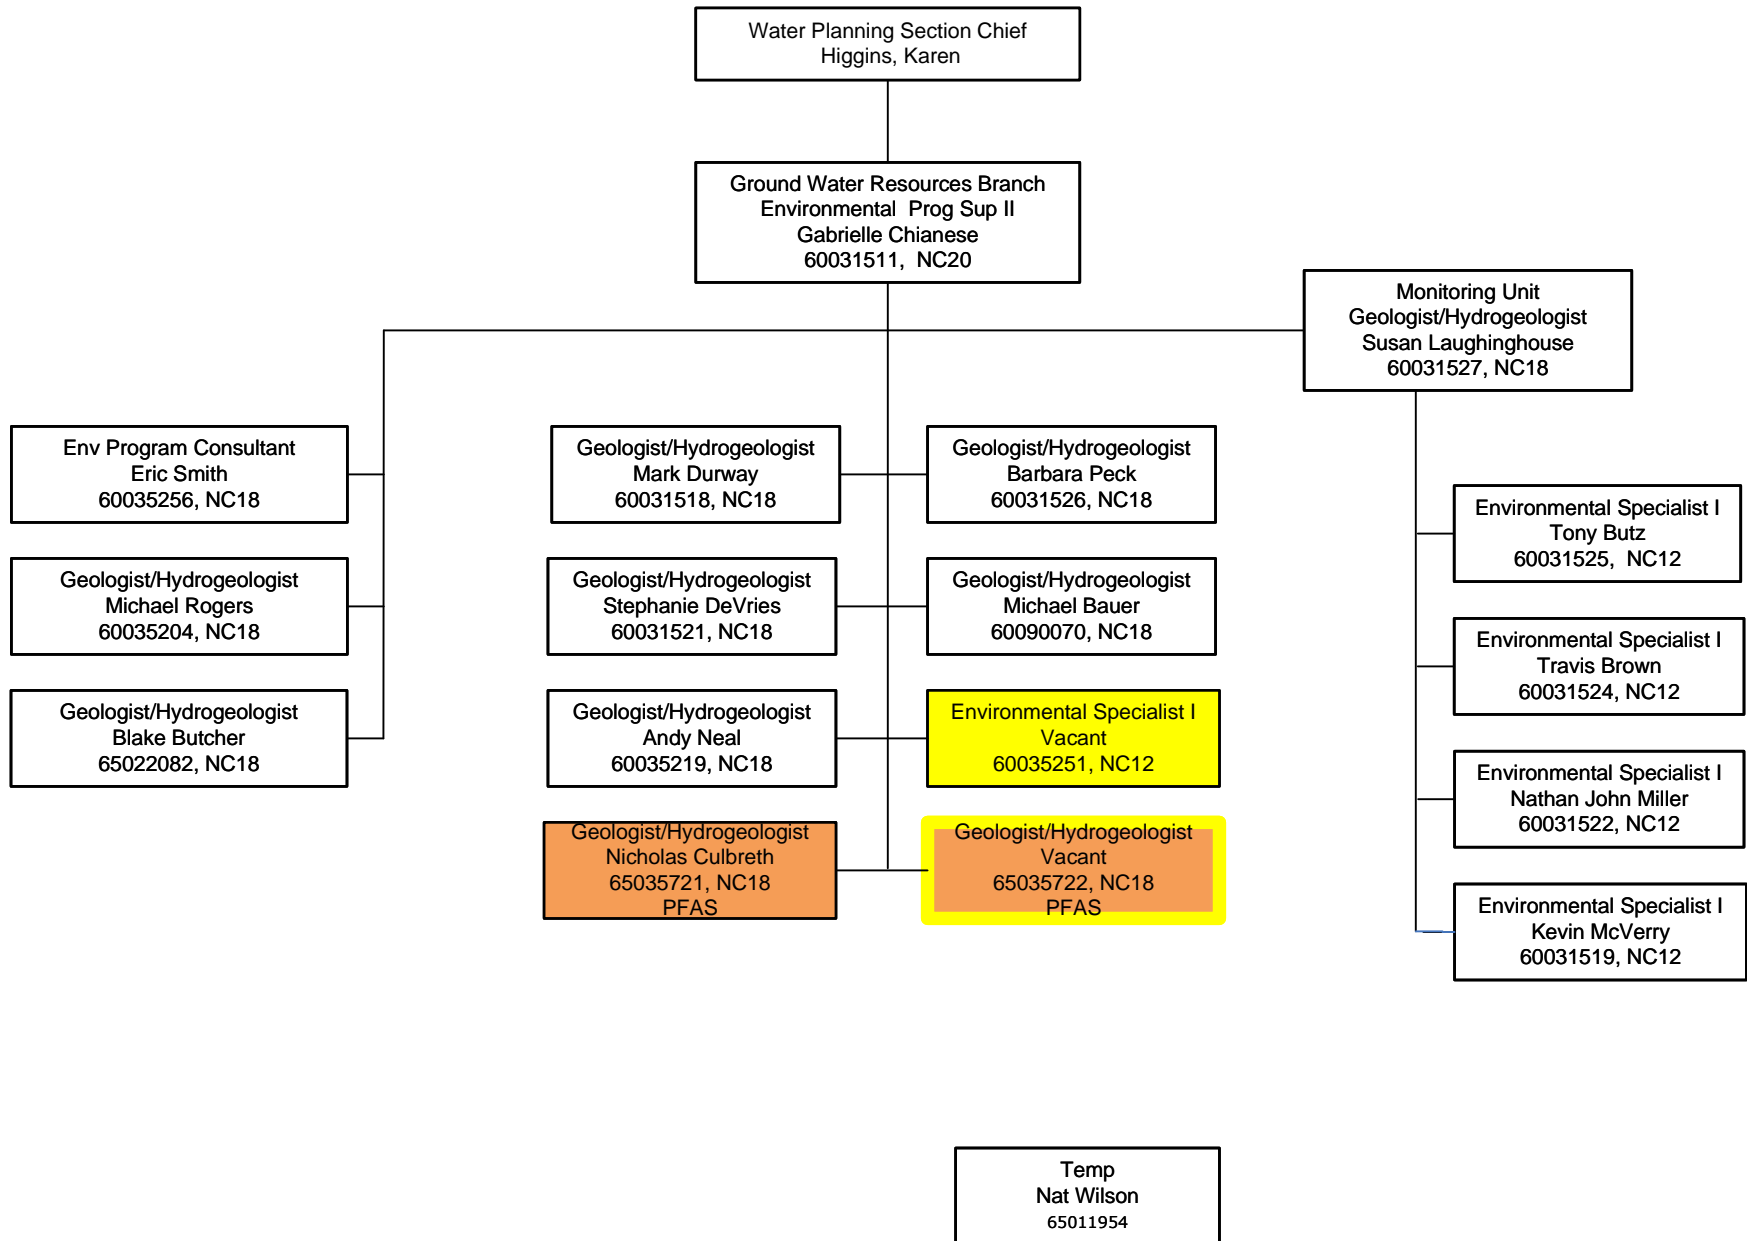 Water Planning Section Chief
Higgins, Karen
Ground Water Resources Branch
Environmental Prog Sup II
Gabrielle Chianese
60031511, NC20
Monitoring Unit
Geologist/Hydrogeologist
Susan Laughinghouse
60031527, NC18
Env Program Consultant
Eric Smith
60035256, NC18
Geologist/Hydrogeologist
Michael Rogers
60035204, NC18
Geologist/Hydrogeologist
Blake Butcher
65022082, NC18
Geologist/Hydrogeologist
Mark Durway
60031518, NC18
Geologist/Hydrogeologist
Stephanie DeVries
60031521, NC18
Geologist/Hydrogeologist
Andy Neal
60035219, NC18
Geologist/Hydrogeologist
Nicholas Culbreth
65035721, NC18
PFAS
Geologist/Hydrogeologist
Barbara Peck
60031526, NC18
Geologist/Hydrogeologist
Michael Bauer
60090070, NC18
Environmental Specialist I
Vacant
60035251, NC12
Geologist/Hydrogeologist
Vacant
65035722, NC18
PFAS
Environmental Specialist I
Tony Butz
60031525, NC12
Environmental Specialist I
Travis Brown
60031524, NC12
Environmental Specialist I
Nathan John Miller
60031522, NC12
Environmental Specialist I
Kevin McVerry
60031519, NC12
Temp
Nat Wilson
65011954